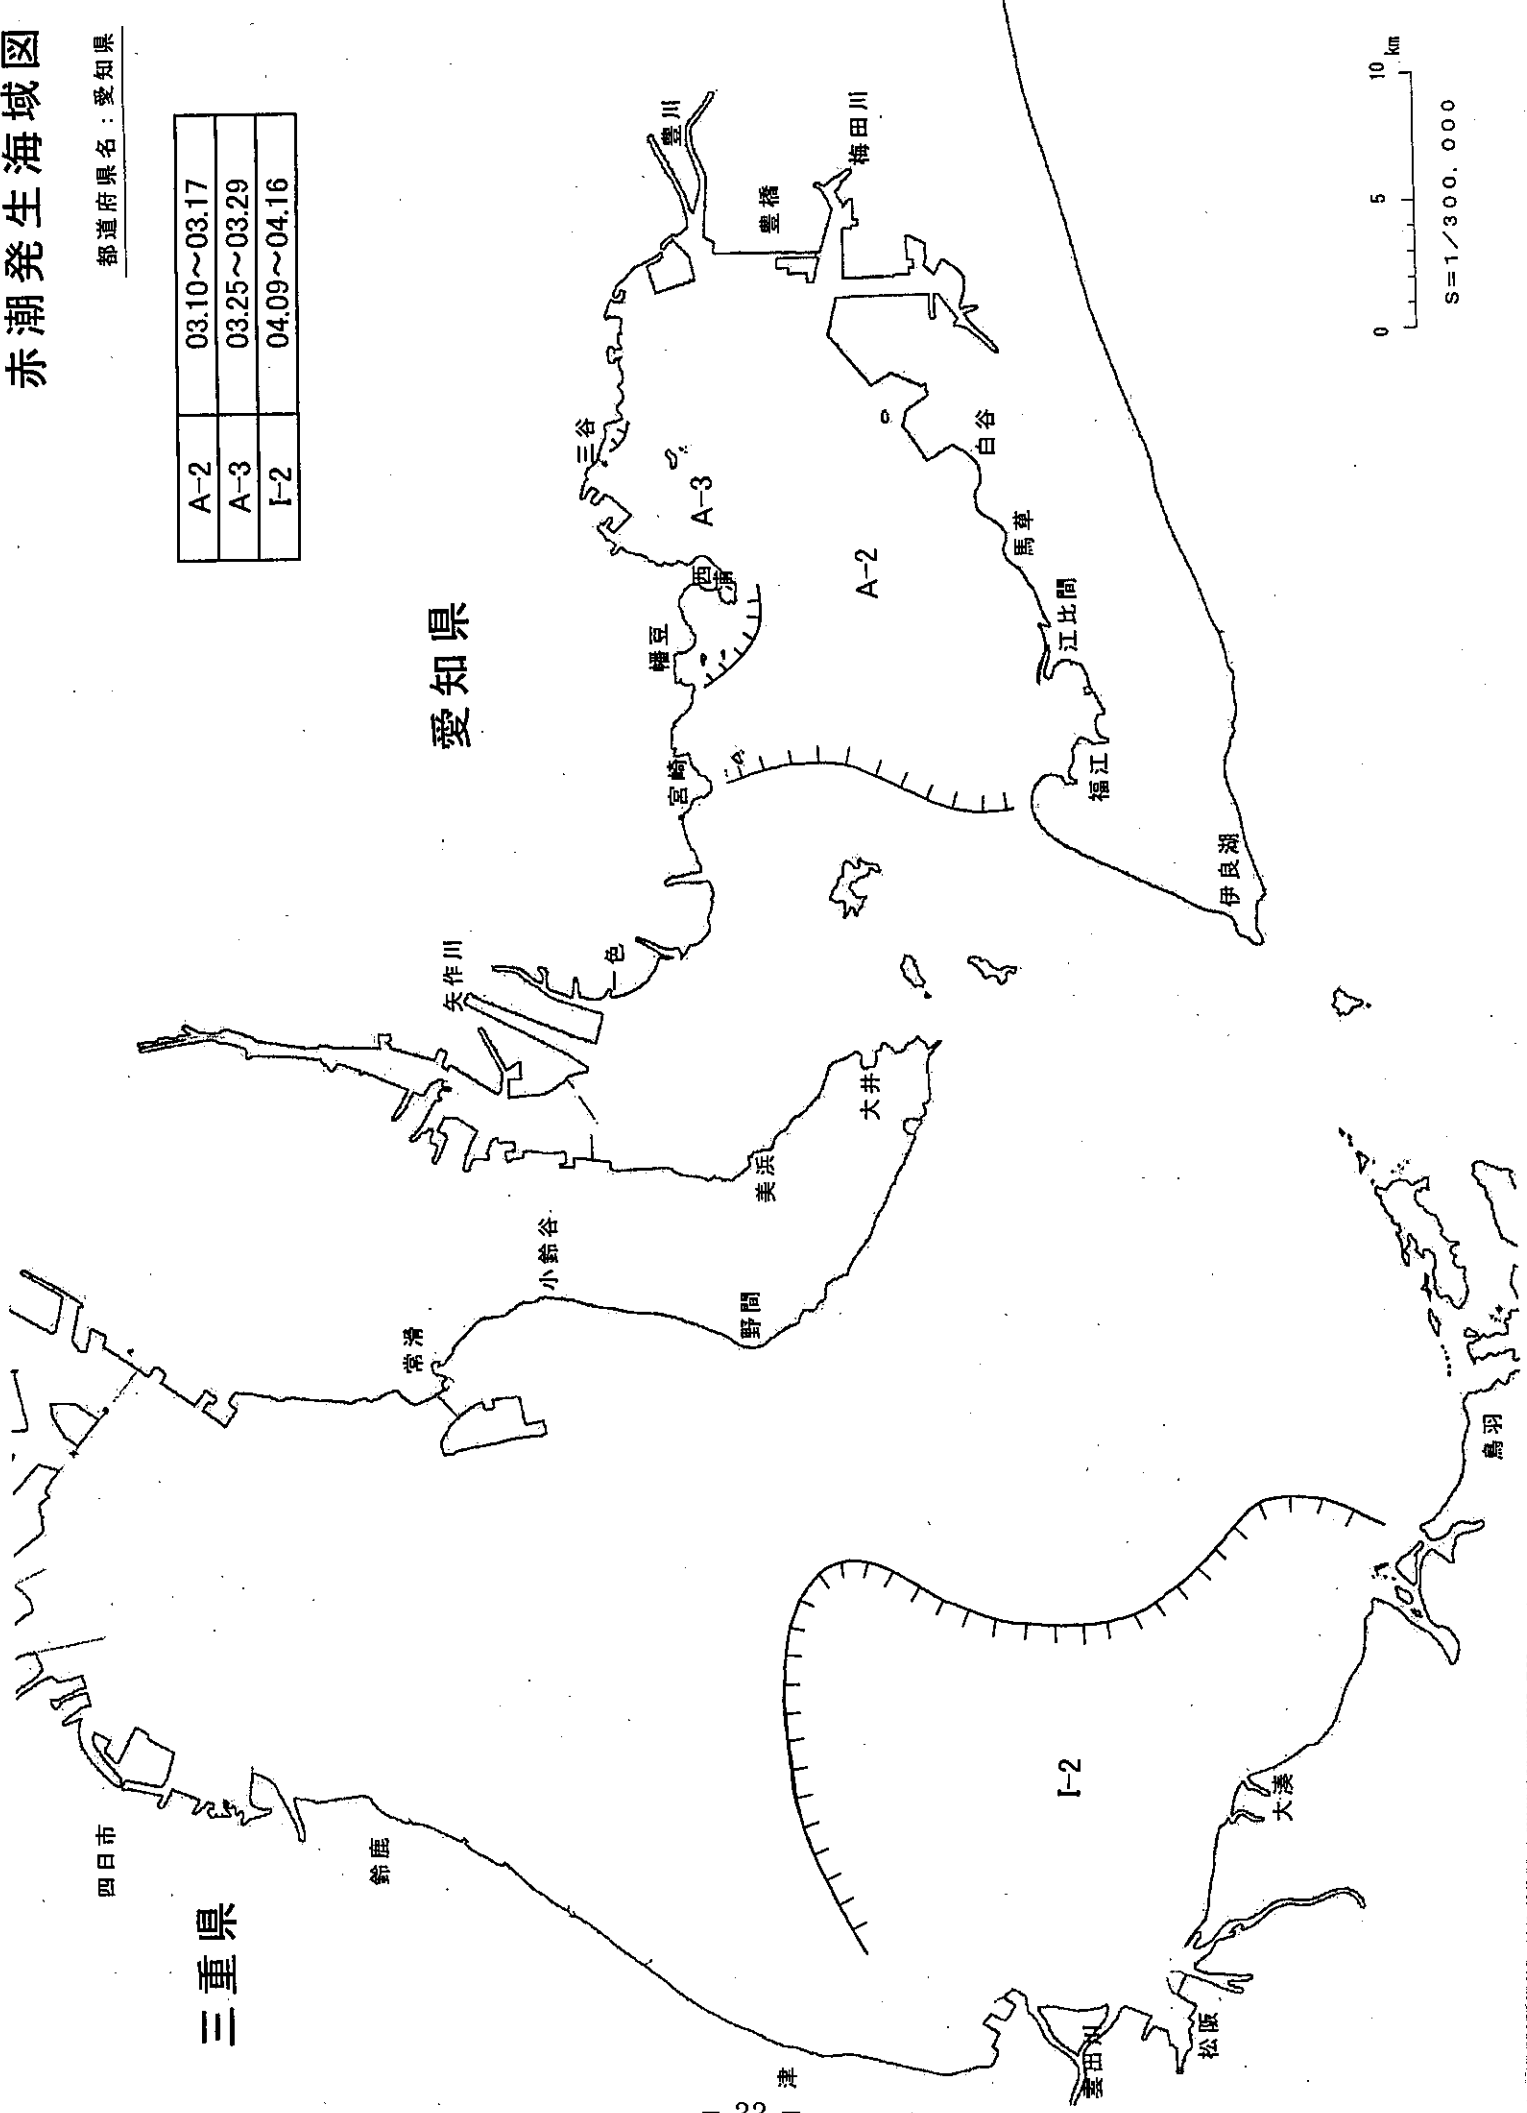 赤潮発生海域図
都道府県名：愛知県
A-2 03.10～03.17
A-3 03.25～03.29
I-2 04.09～04.16
愛知県
三重県
豊川
豊橋
梅田川
三谷
A-3
西浦
幡豆
A-2
白谷
馬草
江比間
福江
伊良湖
宮崎
一色
矢作川
大井
美浜
小鈴谷
野間
常滑
四日市
鈴鹿
津
雲出川
松阪
大湊
I-2
鳥羽
0 5 10 km
S=1/300.000
- 22 -